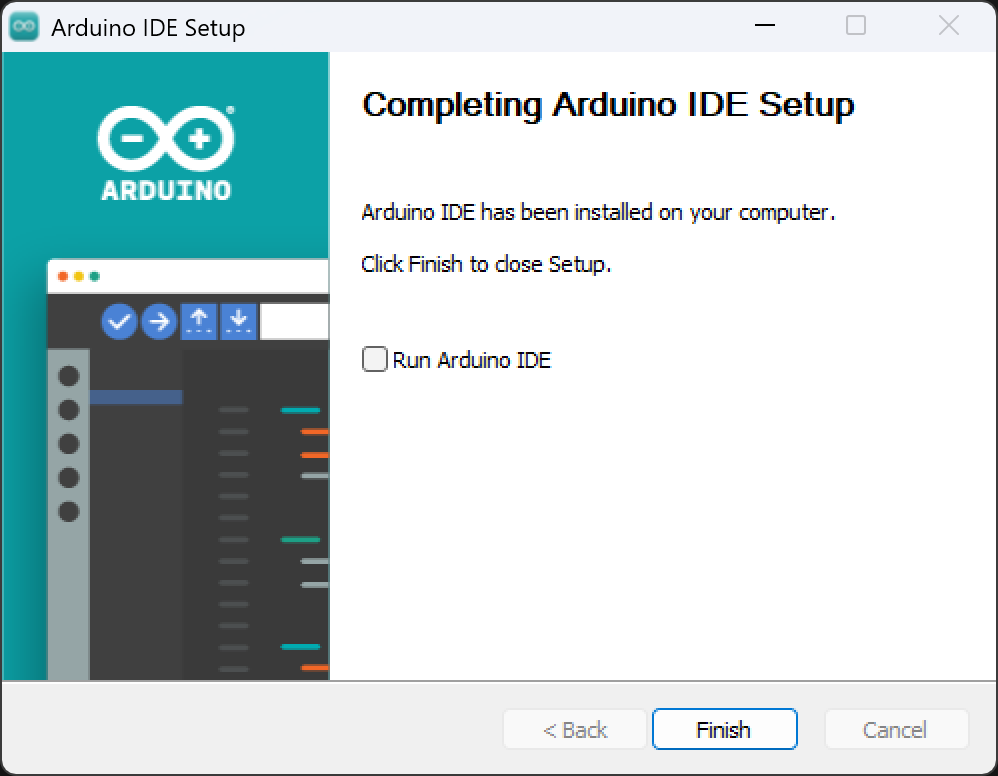 Arduino IDE Setup
ARDUINO
Completing Arduino IDE Setup
Arduino IDE has been installed on your computer.
Click Finish to close Setup.
Run Arduino IDE
< Back
Finish
Cancel